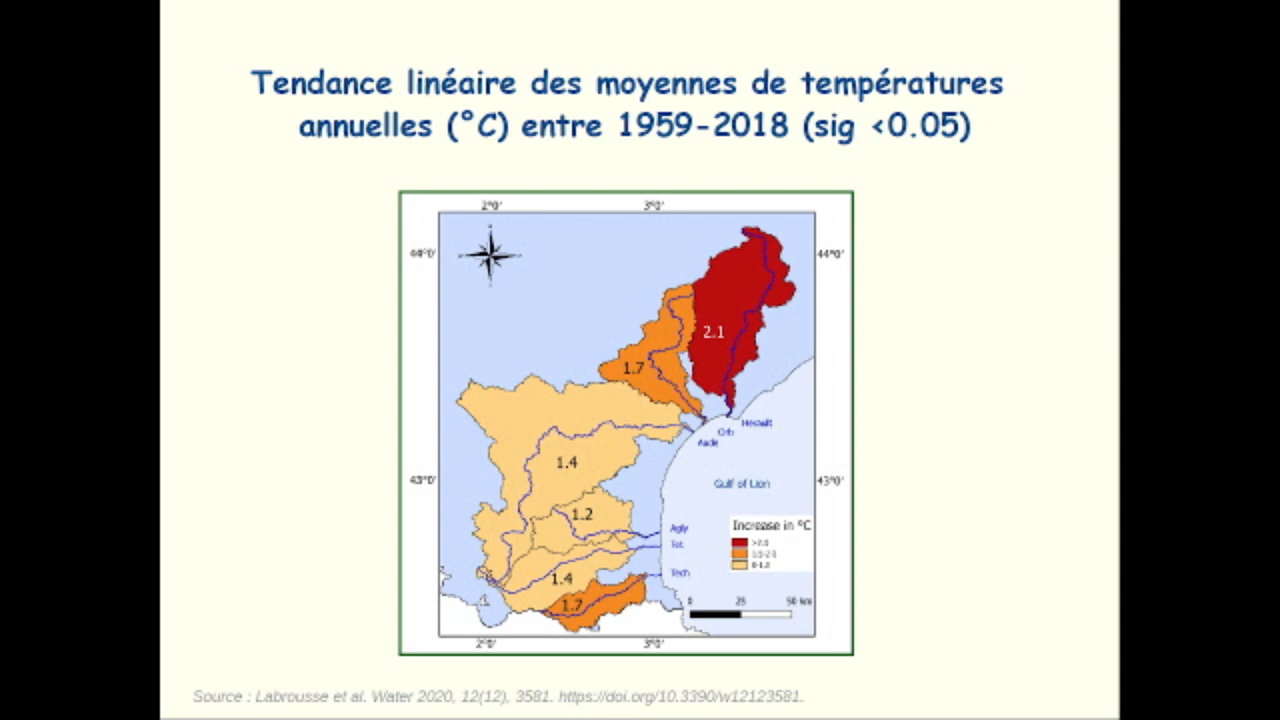 Tendance linéaire des moyennes de températures
annuelles (°C) entre 1959-2018 (sig <0.05)
2°0' 3°0'
44°0' 44°0'
2.1
1.7
Herault
Orb
Aude
1.4
43°0' 43°0'
Gulf of Lion
1.2
Increase in °C
Agly
Tet
Tech
1.4
1.7
0 25 50 km
2°0' 3°0'
Source : Labrousse et al. Water 2020, 12(12), 3581. https://doi.org/10.3390/w12123581.